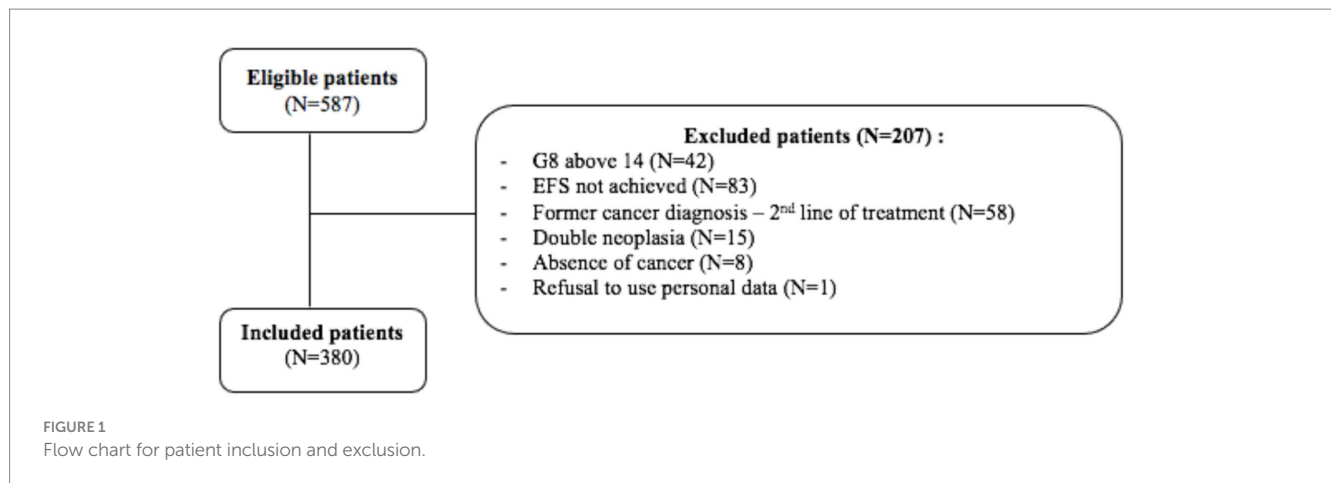 Eligible patients
(N=587)
Excluded patients (N=207) :
- G8 above 14 (N=42)
- EFS not achieved (N=83)
- Former cancer diagnosis – 2nd line of treatment (N=58)
- Double neoplasia (N=15)
- Absence of cancer (N=8)
- Refusal to use personal data (N=1)
Included patients
(N=380)
FIGURE 1
Flow chart for patient inclusion and exclusion.